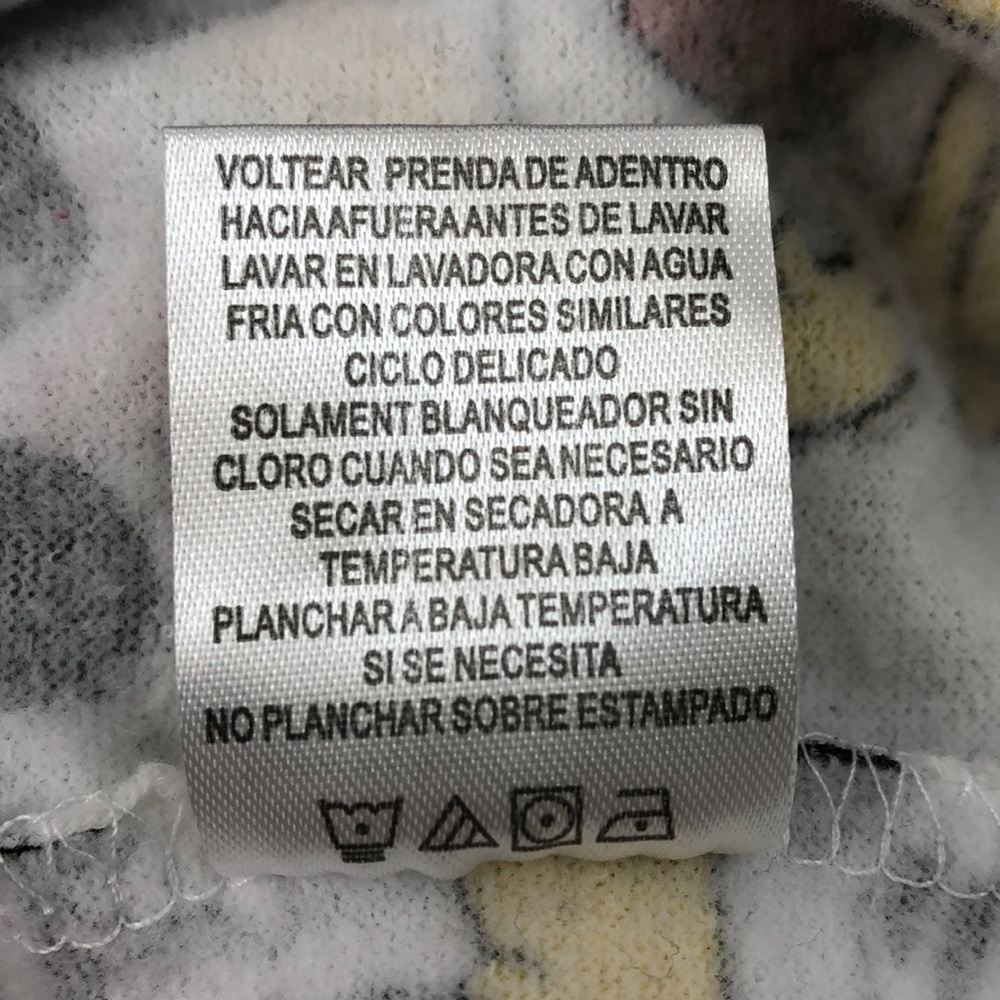 VOLTEAR PRENDA DE ADENTRO
HACIA AFUERA ANTES DE LAVAR
LAVAR EN LAVADORA CON AGUA
FRIA CON COLORES SIMILARES
CICLO DELICADO
SOLAMENT BLANQUEADOR SIN
CLORO CUANDO SEA NECESARIO
SECAR EN SECADORA A
TEMPERATURA BAJA
PLANCHAR A BAJA TEMPERATURA
SI SE NECESITA
NO PLANCHAR SOBRE ESTAMPADO